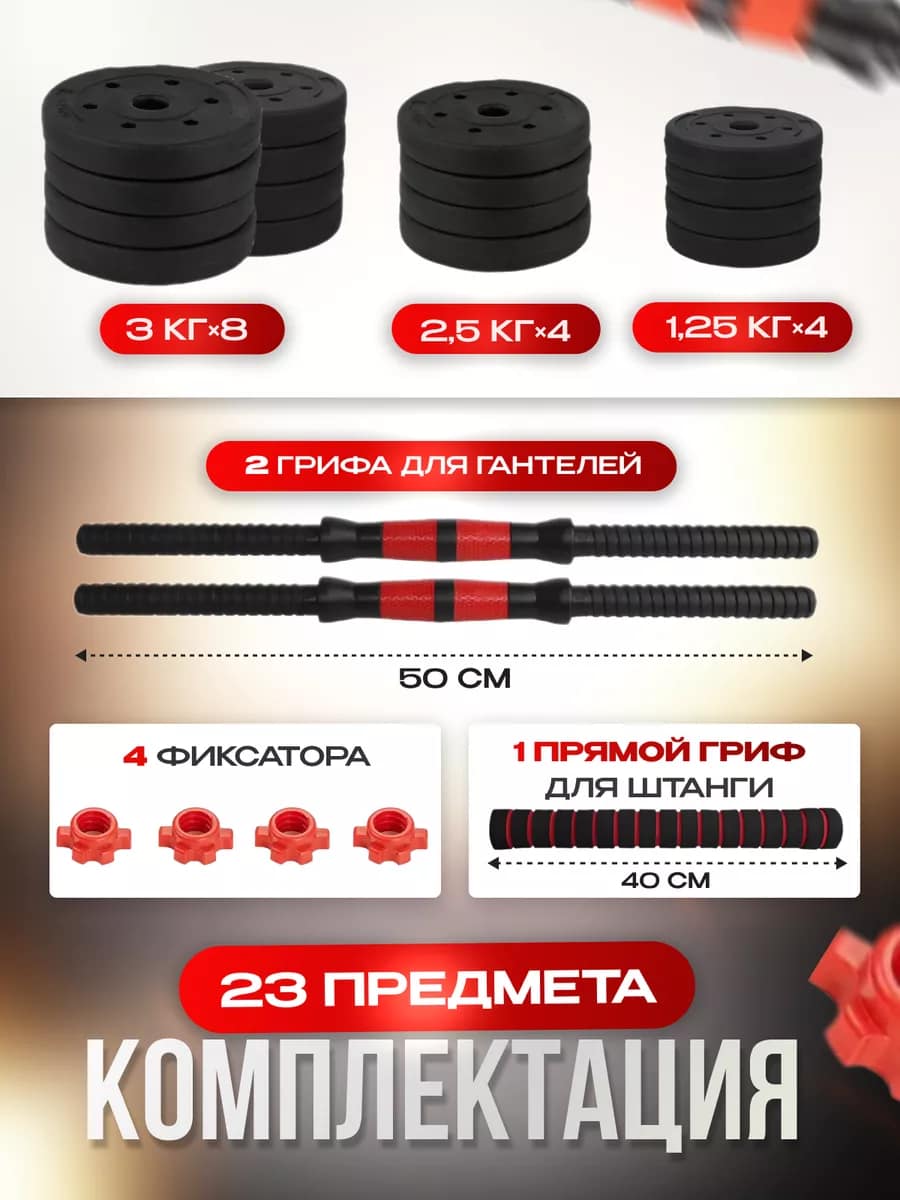 3 КГ×8
2,5 КГ×4
1,25 КГ×4
2 ГРИФА ДЛЯ ГАНТЕЛЕЙ
50 СМ
4 ФИКСАТОРА
1 ПРЯМОЙ ГРИФ
ДЛЯ ШТАНГИ
40 СМ
23 ПРЕДМЕТА
КОМПЛЕКТАЦИЯ